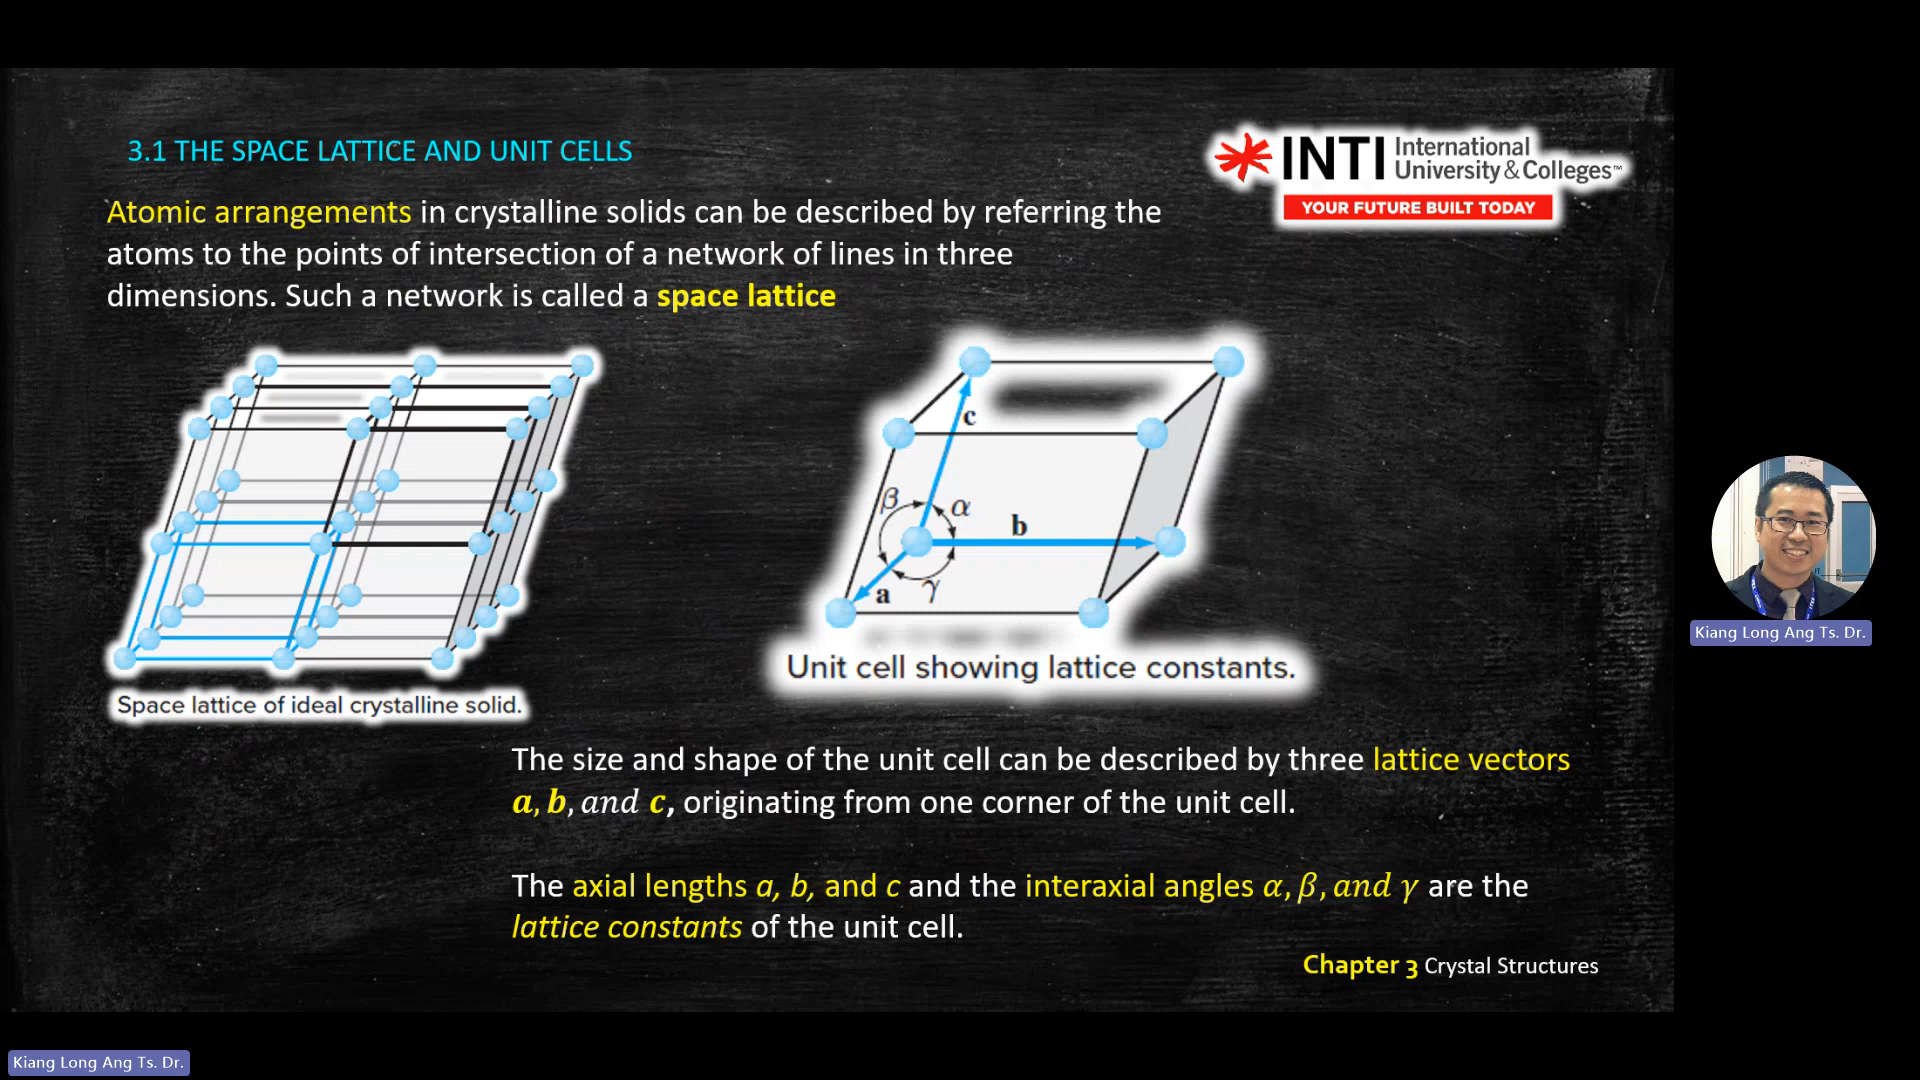 3.1 THE SPACE LATTICE AND UNIT CELLS
INTI International
University & Colleges™
YOUR FUTURE BUILT TODAY
Atomic arrangements in crystalline solids can be described by referring the
atoms to the points of intersection of a network of lines in three
dimensions. Such a network is called a space lattice
c
β
α
b
a
γ
Space lattice of ideal crystalline solid.
Unit cell showing lattice constants.
The size and shape of the unit cell can be described by three lattice vectors
a, b, and c, originating from one corner of the unit cell.
The axial lengths a, b, and c and the interaxial angles α, β, and γ are the
lattice constants of the unit cell.
Chapter 3 Crystal Structures
Kiang Long Ang Ts. Dr.
Kiang Long Ang Ts. Dr.